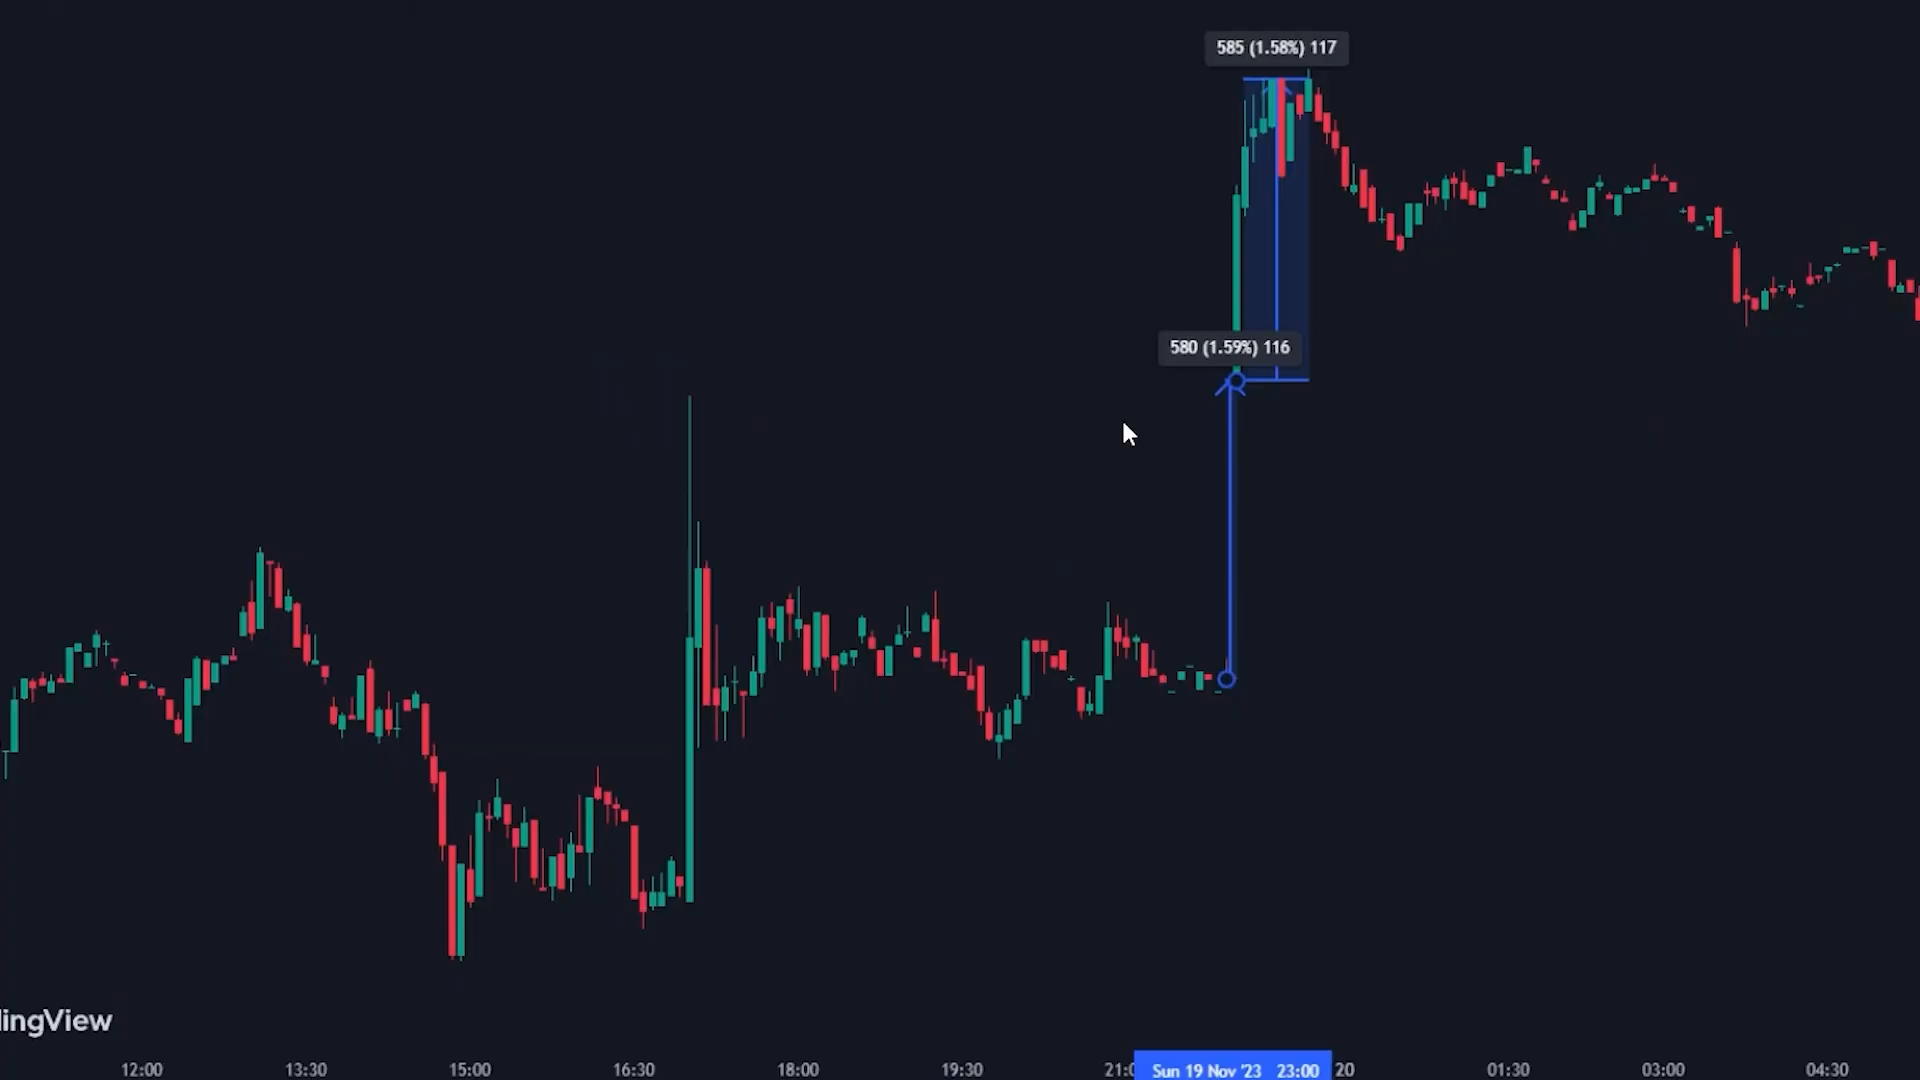 585 (1.58%) 117
580 (1.59%) 116
lingView
12:00 13:30 15:00 16:30 18:00 19:30 21:0 Sun 19 Nov '23 23:00 20 01:30 03:00 04:30